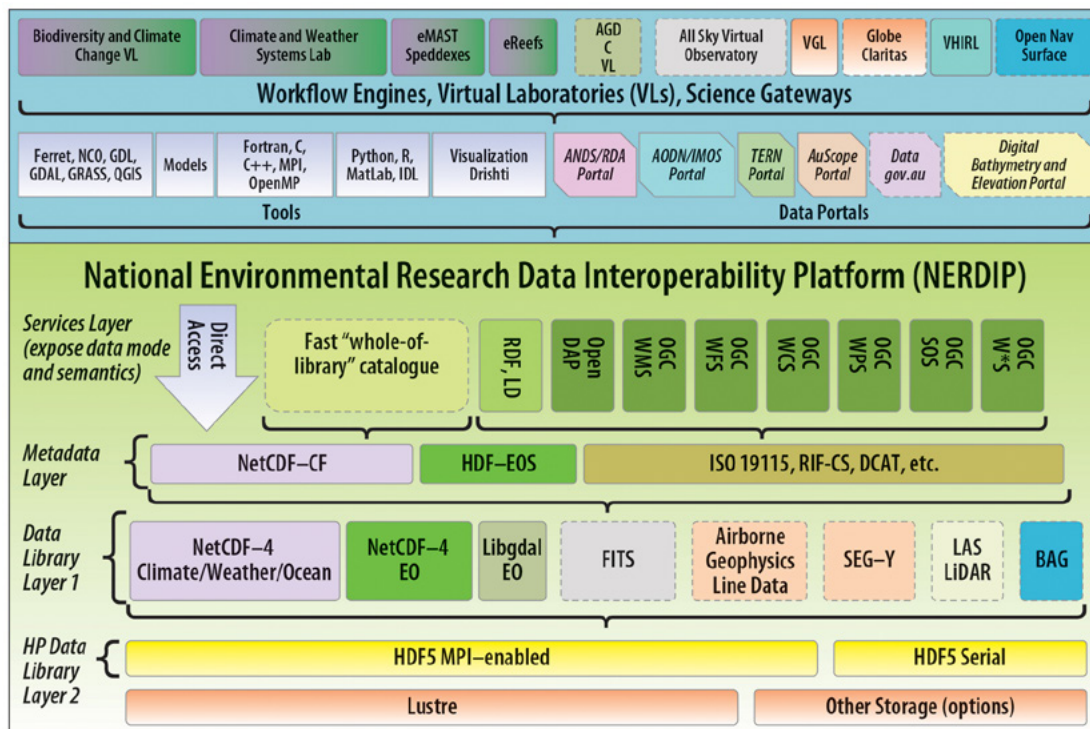 Biodiversity and Climate
Change VL
Climate and Weather
Systems Lab
eMAST
Speddexes
eReefs
AGD
C
VL
All Sky Virtual
Observatory
VGL
Globe
Claritas
VHIRL
Open Nav
Surface
Workflow Engines, Virtual Laboratories (VLs), Science Gateways
Ferret, NCO, GDL,
GDAL, GRASS, QGIS
Models
Fortran, C,
C++, MPI,
OpenMP
Python, R,
MatLab, IDL
Visualization
Drishti
ANDS/RDA
Portal
AODN/IMOS
Portal
TERN
Portal
AuScope
Portal
Data
gov.au
Digital
Bathymetry and
Elevation Portal
Tools
Data Portals
National Environmental Research Data Interoperability Platform (NERDIP)
Services Layer
(expose data mode
and semantics)
Direct
Access
Fast “whole-of-
library” catalogue
RDF, LD
Open
DAP
OGC
WMS
OGC
WFS
OGC
WCS
OGC
WPS
OGC
SOS
OGC
W*S
Metadata
Layer
NetCDF–CF
HDF–EOS
ISO 19115, RIF-CS, DCAT, etc.
Data
Library
Layer 1
NetCDF–4
Climate/Weather/Ocean
NetCDF–4
EO
Libgdal
EO
FITS
Airborne
Geophysics
Line Data
SEG–Y
LAS
LiDAR
BAG
HP Data
Library
Layer 2
HDF5 MPI–enabled
HDF5 Serial
Lustre
Other Storage (options)